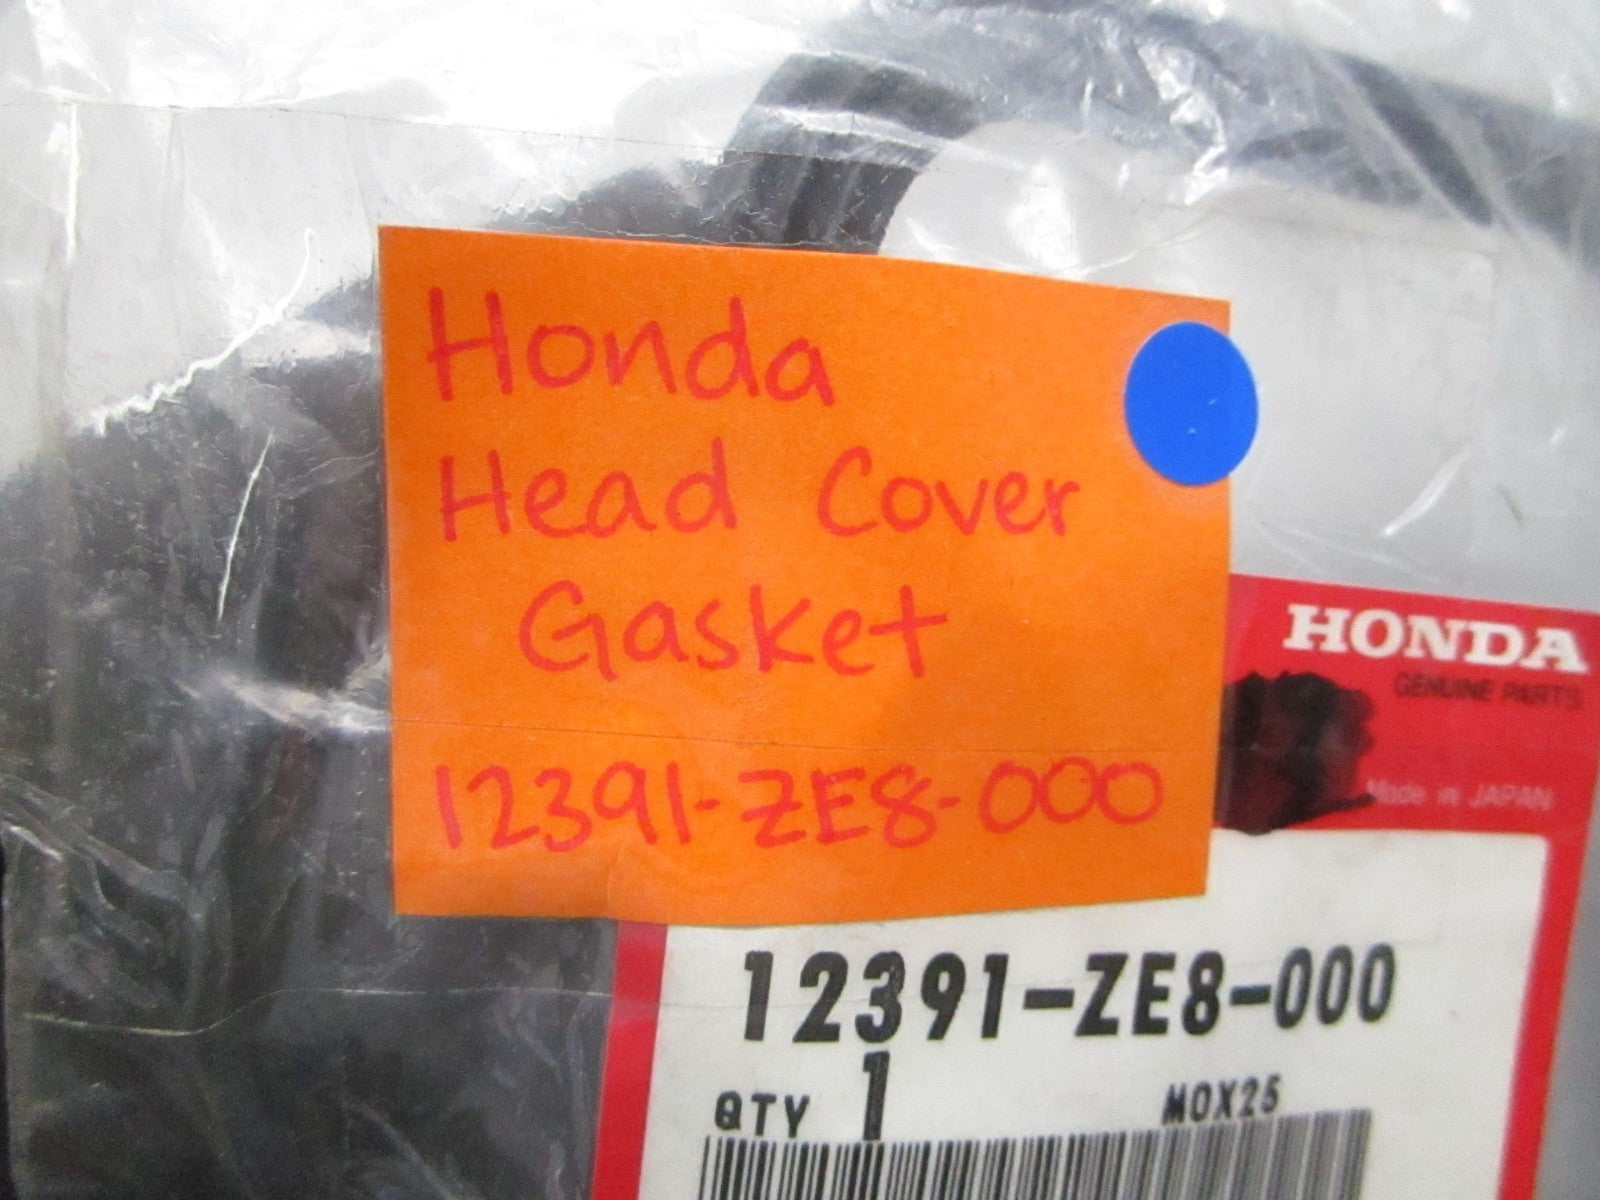 Honda
Head Cover
Gasket
12391-ZE8-000
HONDA
GENUINE PARTS
Made in JAPAN
12391-ZE8-000
QTY 1 MOX25